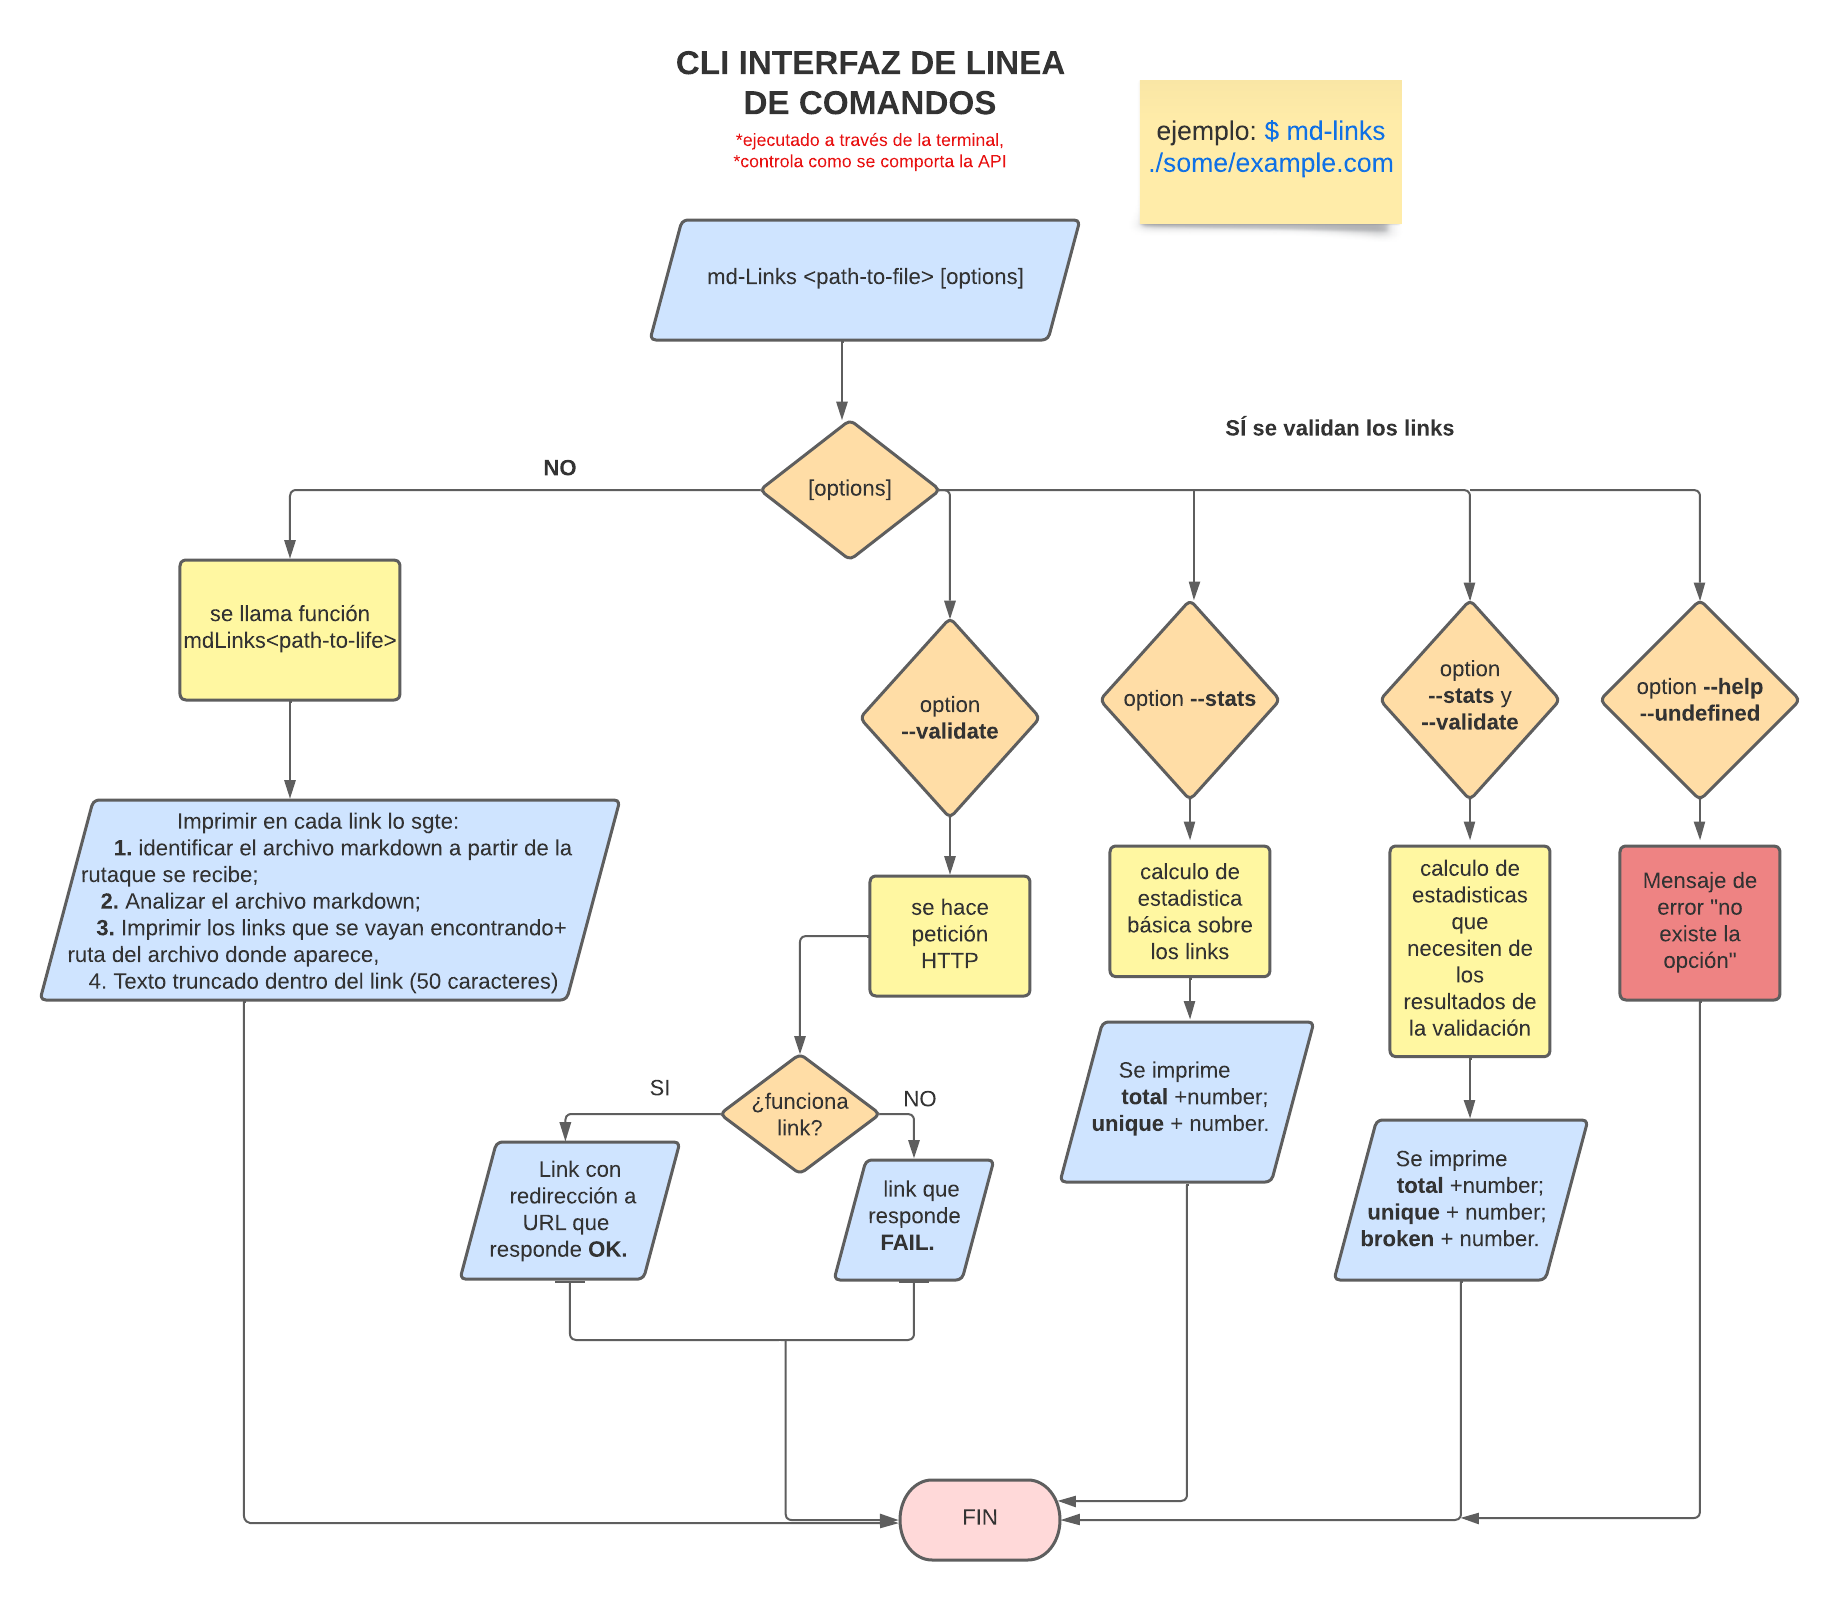 CLI INTERFAZ DE LINEA
DE COMANDOS
*ejecutado a través de la terminal,
*controla como se comporta la API
ejemplo: $ md-links
./some/example.com
md-Links <path-to-file> [options]
SÍ se validan los links
NO
[options]
se llama función
mdLinks<path-to-life>
option
--validate
option --stats
option
--stats y
--validate
option --help
--undefined
Imprimir en cada link lo sgte:
1. identificar el archivo markdown a partir de la
rutaque se recibe;
2. Analizar el archivo markdown;
3. Imprimir los links que se vayan encontrando+
ruta del archivo donde aparece,
4. Texto truncado dentro del link (50 caracteres)
se hace
petición
HTTP
calculo de
estadistica
básica sobre
los links
calculo de
estadisticas
que
necesiten de
los
resultados de
la validación
Mensaje de
error "no
existe la
opción"
SI
¿funciona
link?
NO
Link con
redirección a
URL que
responde OK.
link que
responde
FAIL.
Se imprime
total +number;
unique + number.
Se imprime
total +number;
unique + number;
broken + number.
FIN